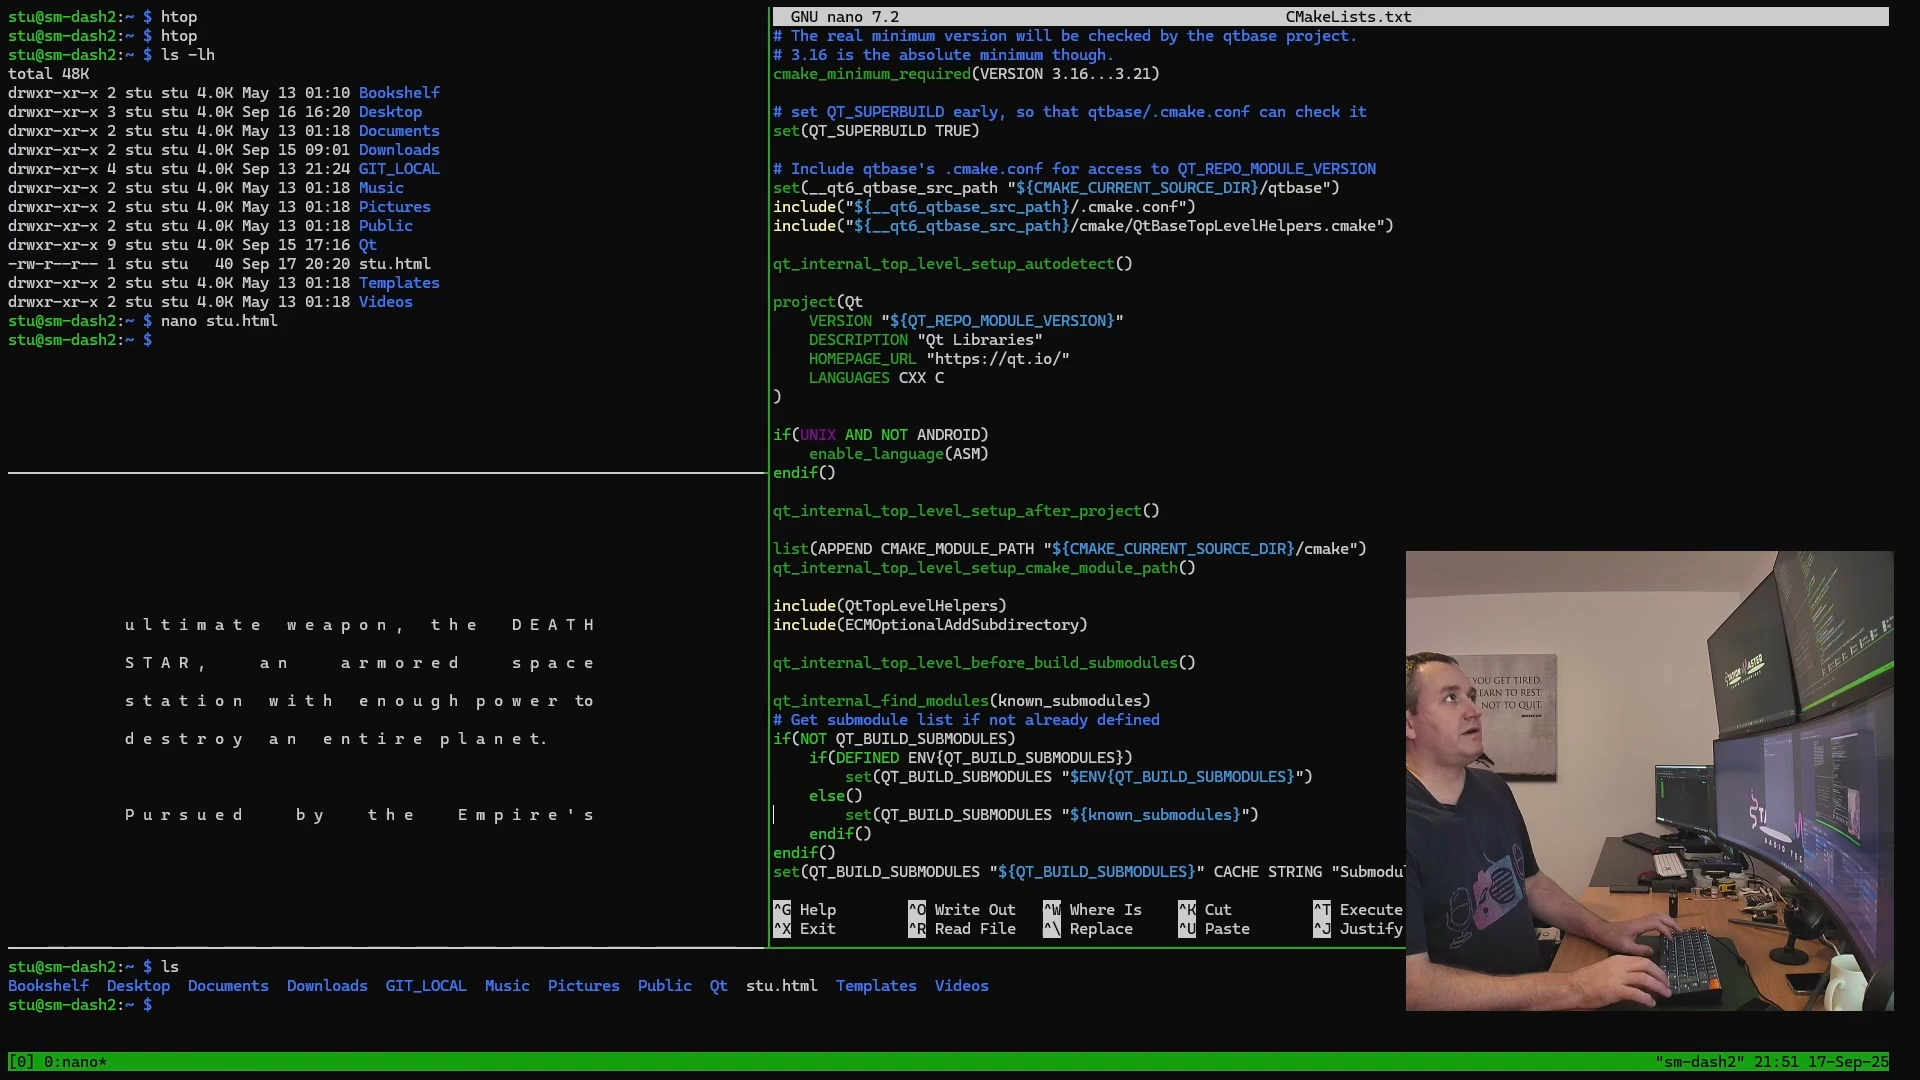 stu@sm-dash2:~ $ htop
stu@sm-dash2:~ $ htop
stu@sm-dash2:~ $ ls -lh
total 48K
drwxr-xr-x 2 stu stu 4.0K May 13 01:10 Bookshelf
drwxr-xr-x 3 stu stu 4.0K Sep 16 16:20 Desktop
drwxr-xr-x 2 stu stu 4.0K May 13 01:18 Documents
drwxr-xr-x 2 stu stu 4.0K Sep 15 09:01 Downloads
drwxr-xr-x 4 stu stu 4.0K Sep 13 21:24 GIT_LOCAL
drwxr-xr-x 2 stu stu 4.0K May 13 01:18 Music
drwxr-xr-x 2 stu stu 4.0K May 13 01:18 Pictures
drwxr-xr-x 2 stu stu 4.0K May 13 01:18 Public
drwxr-xr-x 9 stu stu 4.0K Sep 15 17:16 Qt
-rw-r--r-- 1 stu stu   40 Sep 17 20:20 stu.html
drwxr-xr-x 2 stu stu 4.0K May 13 01:18 Templates
drwxr-xr-x 2 stu stu 4.0K May 13 01:18 Videos
stu@sm-dash2:~ $ nano stu.html
stu@sm-dash2:~ $
ultimate weapon, the DEATH
STAR, an armored space
station with enough power to
destroy an entire planet.
Pursued by the Empire's
GNU nano 7.2 CMakeLists.txt
# The real minimum version will be checked by the qtbase project.
# 3.16 is the absolute minimum though.
cmake_minimum_required(VERSION 3.16...3.21)
# set QT_SUPERBUILD early, so that qtbase/.cmake.conf can check it
set(QT_SUPERBUILD TRUE)
# Include qtbase's .cmake.conf for access to QT_REPO_MODULE_VERSION
set(__qt6_qtbase_src_path "${CMAKE_CURRENT_SOURCE_DIR}/qtbase")
include("${__qt6_qtbase_src_path}/.cmake.conf")
include("${__qt6_qtbase_src_path}/cmake/QtBaseTopLevelHelpers.cmake")
qt_internal_top_level_setup_autodetect()
project(Qt
    VERSION "${QT_REPO_MODULE_VERSION}"
    DESCRIPTION "Qt Libraries"
    HOMEPAGE_URL "https://qt.io/"
    LANGUAGES CXX C
)
if(UNIX AND NOT ANDROID)
    enable_language(ASM)
endif()
qt_internal_top_level_setup_after_project()
list(APPEND CMAKE_MODULE_PATH "${CMAKE_CURRENT_SOURCE_DIR}/cmake")
qt_internal_top_level_setup_cmake_module_path()
include(QtTopLevelHelpers)
include(ECMOptionalAddSubdirectory)
qt_internal_top_level_before_build_submodules()
qt_internal_find_modules(known_submodules)
# Get submodule list if not already defined
if(NOT QT_BUILD_SUBMODULES)
    if(DEFINED ENV{QT_BUILD_SUBMODULES})
        set(QT_BUILD_SUBMODULES "$ENV{QT_BUILD_SUBMODULES}")
    else()
        set(QT_BUILD_SUBMODULES "${known_submodules}")
    endif()
endif()
set(QT_BUILD_SUBMODULES "${QT_BUILD_SUBMODULES}" CACHE STRING "Submodul
^G Help ^O Write Out ^W Where Is ^K Cut ^T Execute
^X Exit ^R Read File ^\ Replace ^U Paste ^J Justify
YOU GET TIRED,
EARN TO REST,
NOT TO QUIT.
stu@sm-dash2:~ $ ls
Bookshelf Desktop Documents Downloads GIT_LOCAL Music Pictures Public Qt stu.html Templates Videos
stu@sm-dash2:~ $
[0] 0:nano* "sm-dash2" 21:51 17-Sep-25